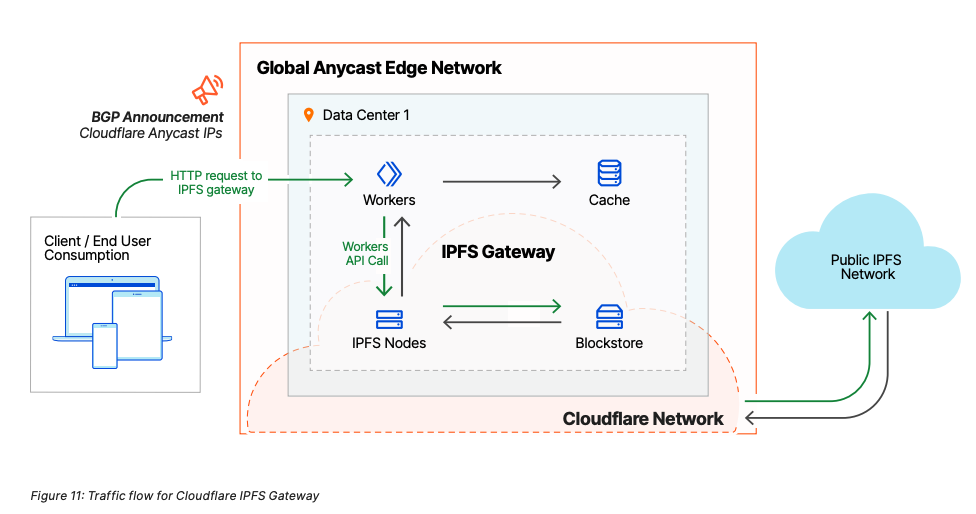 Global Anycast Edge Network
BGP Announcement
Cloudflare Anycast IPs
Data Center 1
HTTP request to
IPFS gateway
Workers
Cache
Client / End User
Consumption
Workers
API Call
IPFS Gateway
Public IPFS
Network
IPFS Nodes
Blockstore
Cloudflare Network
Figure 11: Traffic flow for Cloudflare IPFS Gateway